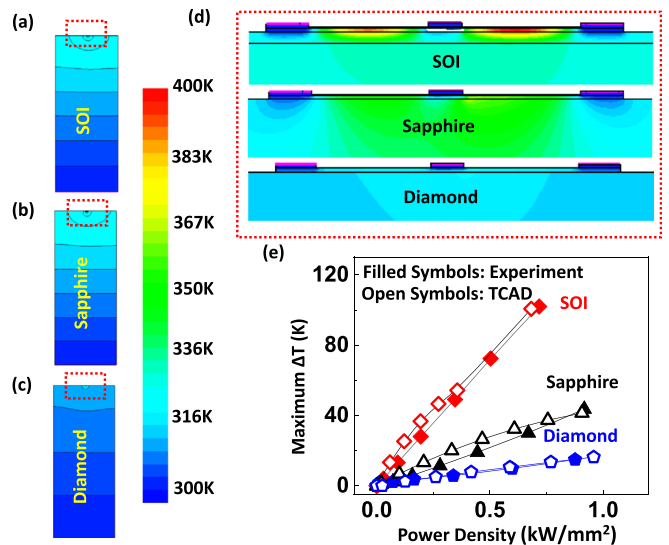 (a)
SOI
(b)
Sapphire
(c)
Diamond
400K
383K
367K
350K
336K
316K
300K
(d)
SOI
Sapphire
Diamond
(e)
Filled Symbols: Experiment
Open Symbols: TCAD
SOI
Sapphire
Diamond
Maximum ΔT (K)
120
80
40
0
0.0
0.5
1.0
Power Density (kW/mm²)